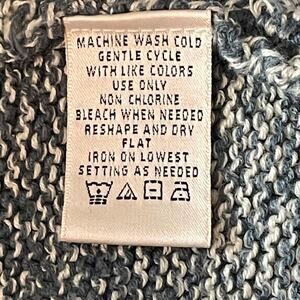 MACHINE WASH COLD
GENTLE CYCLE
WITH LIKE COLORS
USE ONLY
NON CHLORINE
BLEACH WHEN NEEDED
RESHAPE AND DRY
FLAT
IRON ON LOWEST
SETTING AS NEEDED